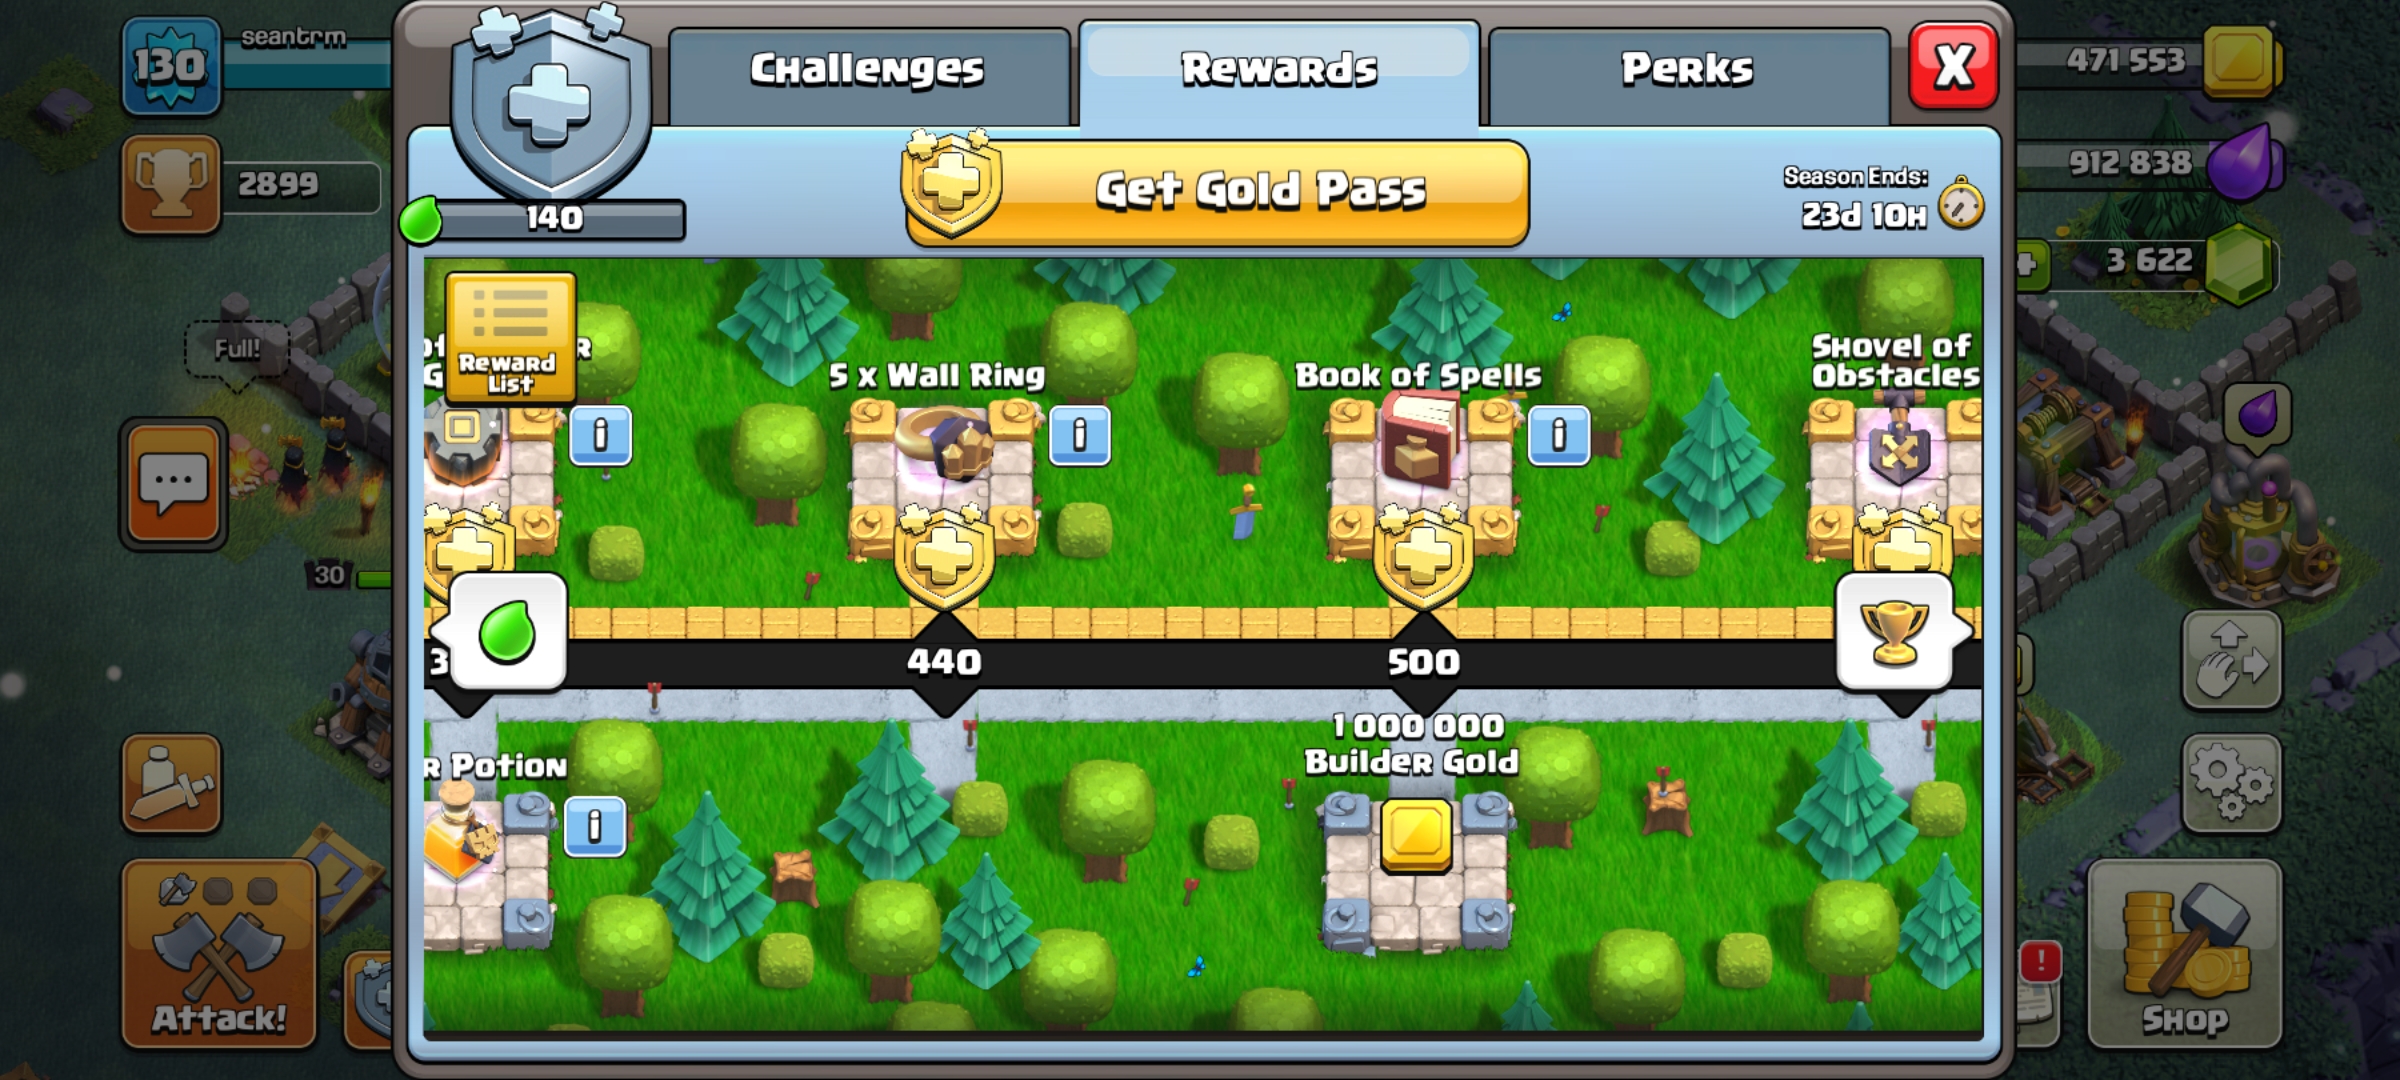 130
seantrm
2899
Challenges
Rewards
Perks
X
471 553
912 838
3 622
Get Gold Pass
Season Ends:
23d 10h
140
Full!
Reward
List
5 x Wall Ring
Book of Spells
Shovel of
Obstacles
i
i
i
30
440
500
1 000 000
Builder Gold
Potion
i
Attack!
!
Shop